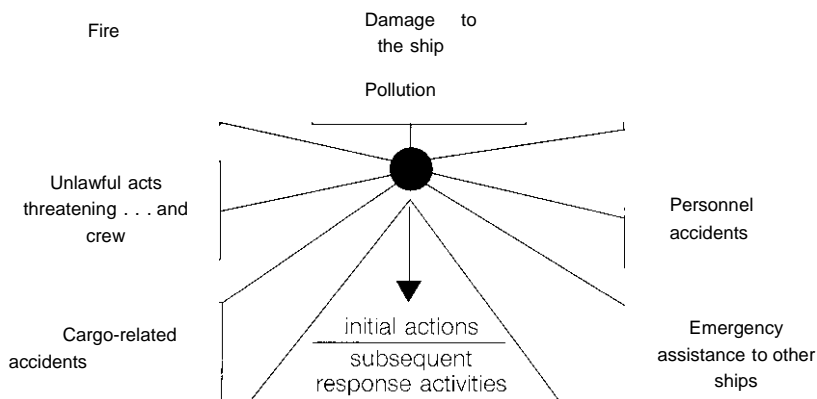 Fire
Damage to
the ship
Pollution
Unlawful acts
threatening . . . and
crew
Personnel
accidents
Cargo-related
accidents
initial actions
subsequent
response activities
Emergency
assistance to other
ships